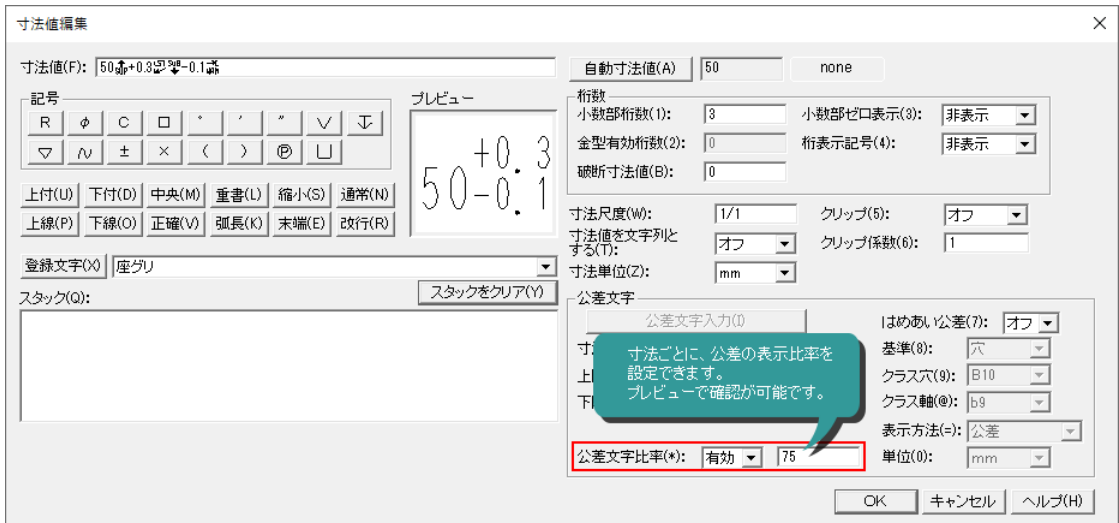 寸法値編集
寸法値(F): 50 +0.3 -0.1
自動寸法値(A) 50 none
記号
R φ C □ ° ′ ″ ∨
▽ ∿ ± × ( ) Ⓟ ⊔
プレビュー
+0.3
50-0.1
上付(U) 下付(D) 中央(M) 重書(L) 縮小(S) 通常(N)
上線(P) 下線(O) 正確(V) 弧長(K) 末端(E) 改行(R)
登録文字(X) 座グリ
スタック(Q): スタックをクリア(Y)
桁数
小数部桁数(1): 3 小数部ゼロ表示(3): 非表示
金型有効桁数(2): 0 桁表示記号(4): 非表示
破断寸法値(B): 0
寸法尺度(W): 1/1 クリップ(5): オフ
寸法値を文字列と
する(T): オフ クリップ係数(6): 1
寸法単位(Z): mm
公差文字
公差文字入力(I) はめあい公差(7): オフ
基準(8): 穴
クラス穴(9): B10
クラス軸(@): b9
表示方法(=): 公差
寸法ごとに、公差の表示比率を
設定できます。
プレビューで確認が可能です。
公差文字比率(*): 有効 75 単位(0): mm
OK キャンセル ヘルプ(H)